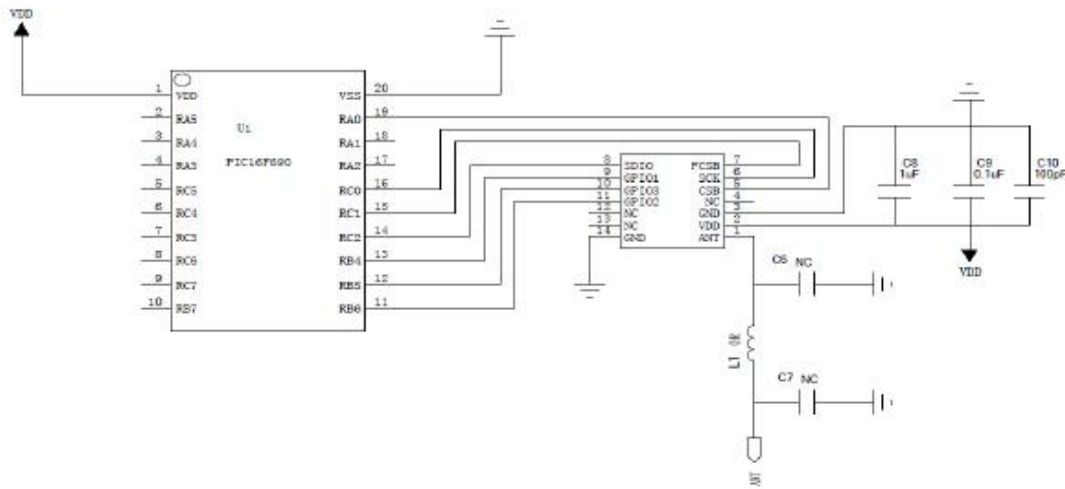 VDD
1 VDD
2 RA5
3 RA4
4 RA3
5 RC5
6 RC4
7 RC3
8 RC6
9 RC7
10 RB7
U1
PIC16F690
VSS 20
RA0 19
RA1 18
RA2 17
RC0 16
RC1 15
RC2 14
RB4 13
RB5 12
RB6 11
8 SDIO
9 GPIO1
10 GPIO3
11 GPIO2
12 NC
13 NC
14 GND
FCSB 7
SCK 6
CSB 5
NC 4
GND 3
VDD 2
ANT 1
C8
1uF
C9
0.1uF
C10
100pF
VDD
C6 NC
L1 0R
C7 NC
ANT